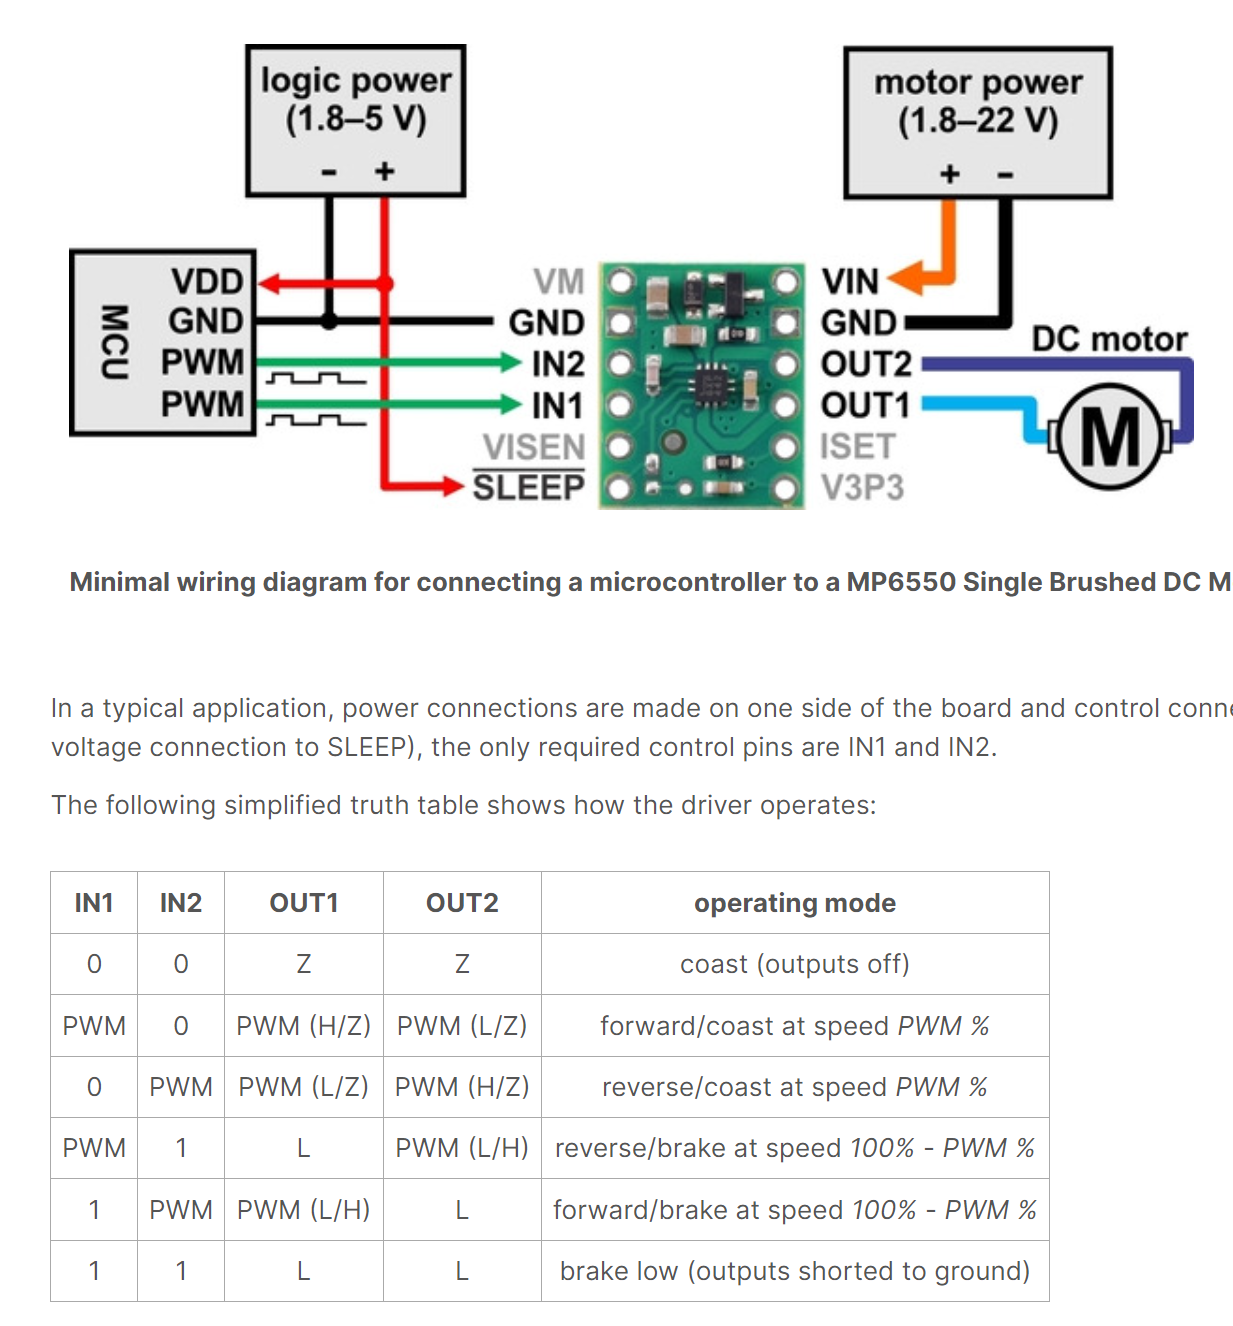 logic power
(1.8–5 V)
- +
motor power
(1.8–22 V)
+ -
MCU
VDD
GND
PWM
PWM
VM
GND
IN2
IN1
VISEN
SLEEP
VIN
GND
OUT2
OUT1
ISET
V3P3
DC motor
M
Minimal wiring diagram for connecting a microcontroller to a MP6550 Single Brushed DC M
In a typical application, power connections are made on one side of the board and control conne
voltage connection to SLEEP), the only required control pins are IN1 and IN2.
The following simplified truth table shows how the driver operates:
IN1 IN2 OUT1 OUT2 operating mode
0 0 Z Z coast (outputs off)
PWM 0 PWM (H/Z) PWM (L/Z) forward/coast at speed PWM %
0 PWM PWM (L/Z) PWM (H/Z) reverse/coast at speed PWM %
PWM 1 L PWM (L/H) reverse/brake at speed 100% - PWM %
1 PWM PWM (L/H) L forward/brake at speed 100% - PWM %
1 1 L L brake low (outputs shorted to ground)